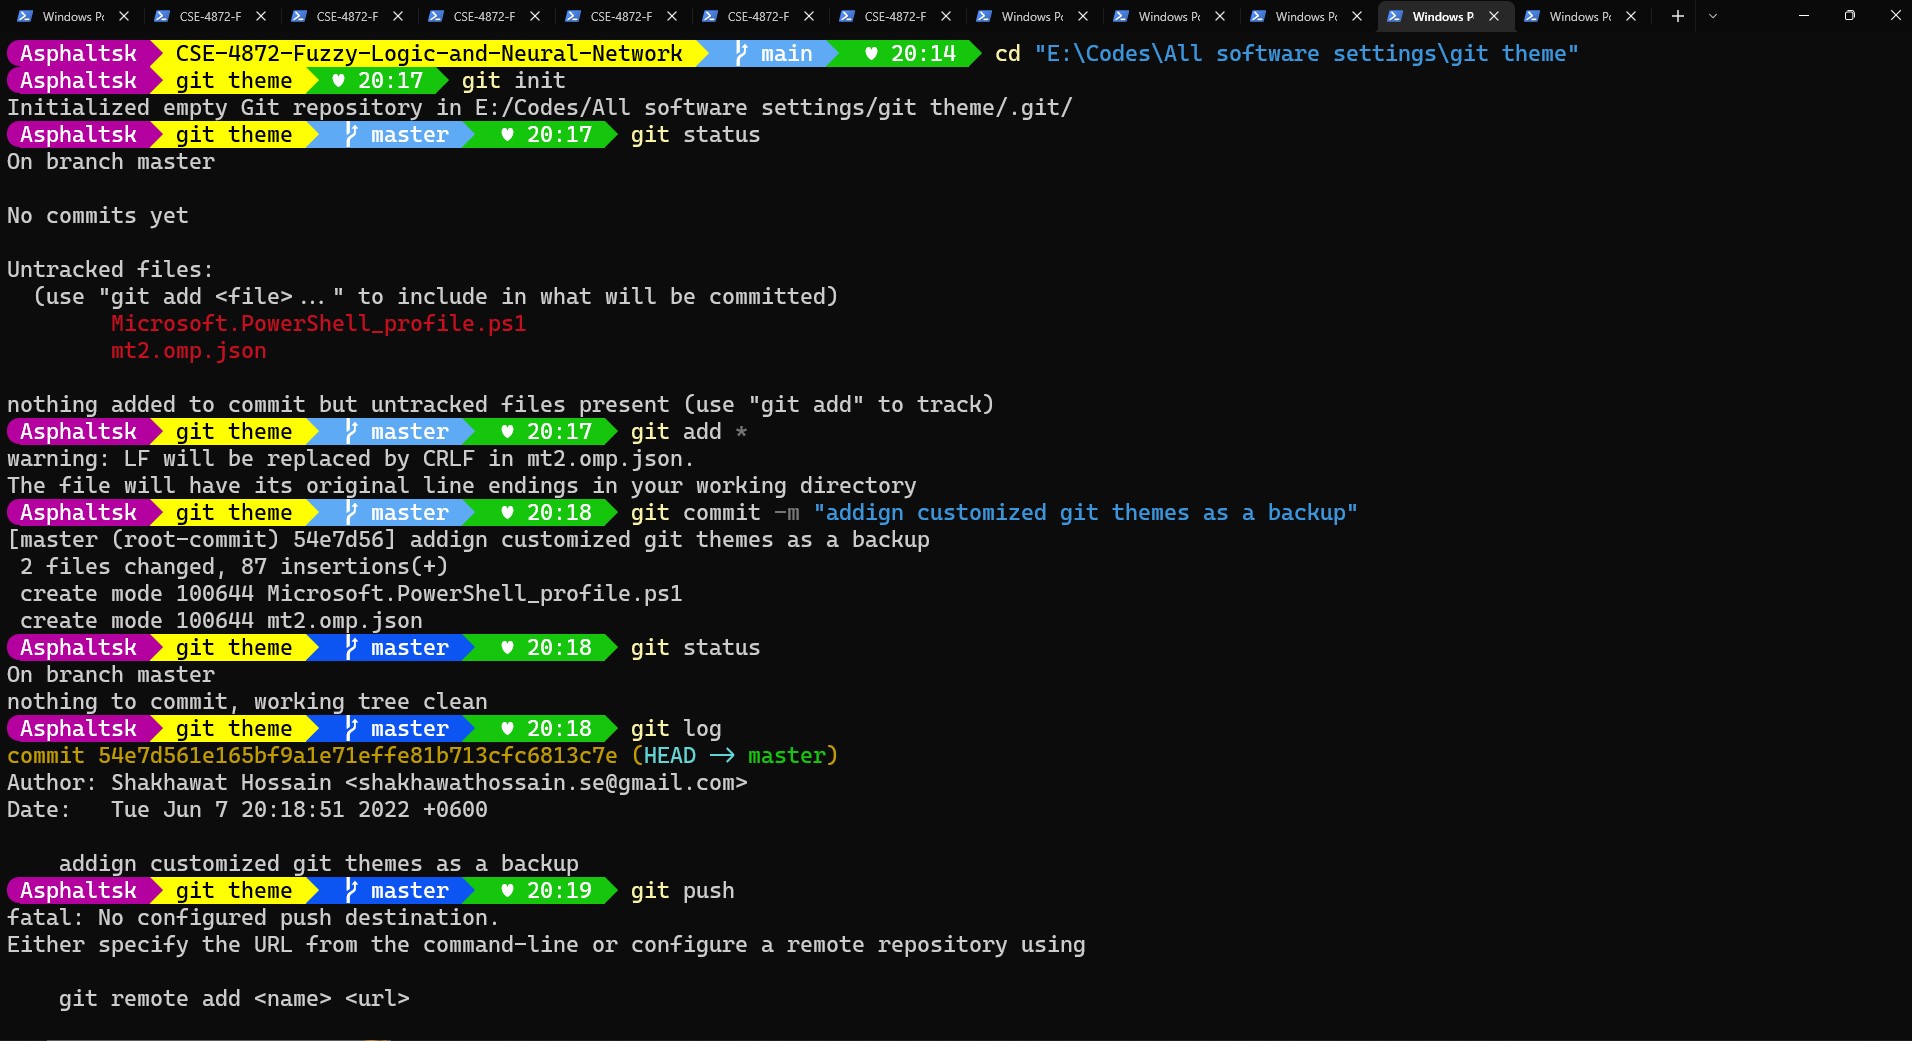 Windows Pc CSE-4872-F CSE-4872-F CSE-4872-F CSE-4872-F CSE-4872-F CSE-4872-F Windows Pc Windows Pc Windows Pc Windows P Windows Pc
Asphaltsk CSE-4872-Fuzzy-Logic-and-Neural-Network main ♥ 20:14 cd "E:\Codes\All software settings\git theme"
Asphaltsk git theme ♥ 20:17 git init
Initialized empty Git repository in E:/Codes/All software settings/git theme/.git/
Asphaltsk git theme master ♥ 20:17 git status
On branch master
No commits yet
Untracked files:
(use "git add <file>..." to include in what will be committed)
Microsoft.PowerShell_profile.ps1
mt2.omp.json
nothing added to commit but untracked files present (use "git add" to track)
Asphaltsk git theme master ♥ 20:17 git add *
warning: LF will be replaced by CRLF in mt2.omp.json.
The file will have its original line endings in your working directory
Asphaltsk git theme master ♥ 20:18 git commit -m "addign customized git themes as a backup"
[master (root-commit) 54e7d56] addign customized git themes as a backup
2 files changed, 87 insertions(+)
create mode 100644 Microsoft.PowerShell_profile.ps1
create mode 100644 mt2.omp.json
Asphaltsk git theme master ♥ 20:18 git status
On branch master
nothing to commit, working tree clean
Asphaltsk git theme master ♥ 20:18 git log
commit 54e7d561e165bf9a1e71effe81b713cfc6813c7e (HEAD -> master)
Author: Shakhawat Hossain <shakhawathossain.se@gmail.com>
Date: Tue Jun 7 20:18:51 2022 +0600
addign customized git themes as a backup
Asphaltsk git theme master ♥ 20:19 git push
fatal: No configured push destination.
Either specify the URL from the command-line or configure a remote repository using
git remote add <name> <url>